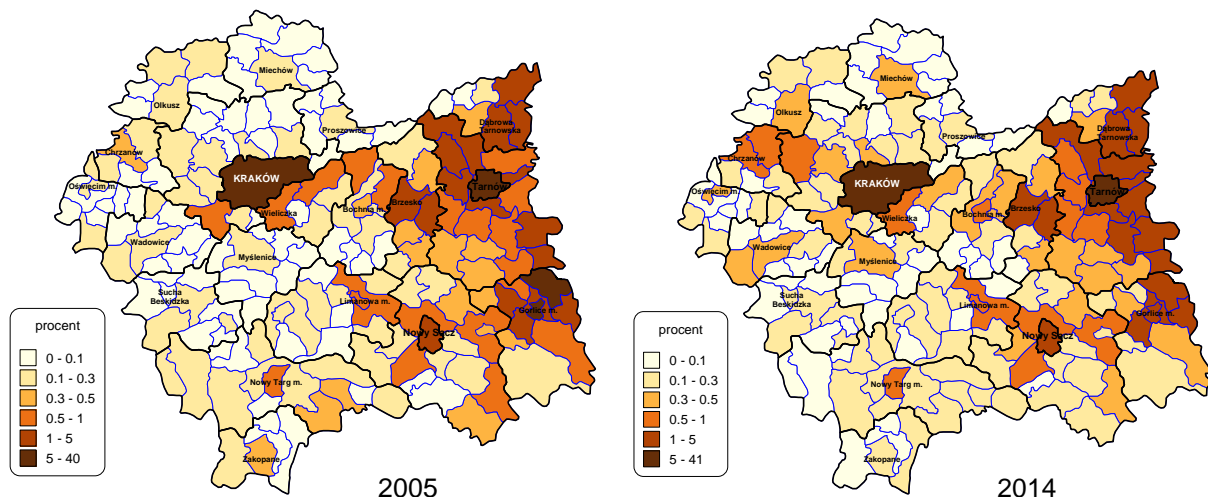 Miechów
Olkusz
Proszowice
Dąbrowa
Tarnowska
Chrzanów
Oświęcim m.
KRAKÓW
Tarnów
Wieliczka
Bochnia m.
Brzesko
Wadowice
Myślenice
Sucha
Beskidzka
Limanowa m.
Gorlice m.
Nowy Sącz
Nowy Targ m.
Zakopane
procent
0 - 0.1
0.1 - 0.3
0.3 - 0.5
0.5 - 1
1 - 5
5 - 40
2005
Miechów
Olkusz
Proszowice
Dąbrowa
Tarnowska
Chrzanów
Oświęcim m.
KRAKÓW
Tarnów
Wieliczka
Bochnia m.
Brzesko
Wadowice
Myślenice
Sucha
Beskidzka
Limanowa m.
Gorlice m.
Nowy Sącz
Nowy Targ m.
Zakopane
procent
0 - 0.1
0.1 - 0.3
0.3 - 0.5
0.5 - 1
1 - 5
5 - 41
2014